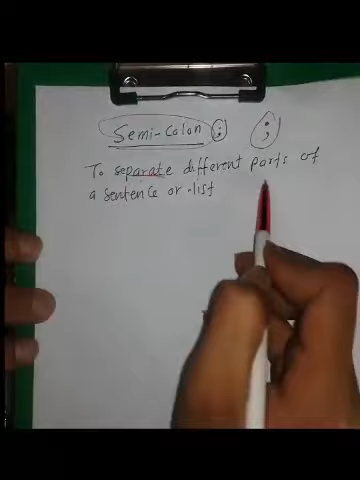 Semi-Colon (;) ;
To separate different parts of
a sentence or list